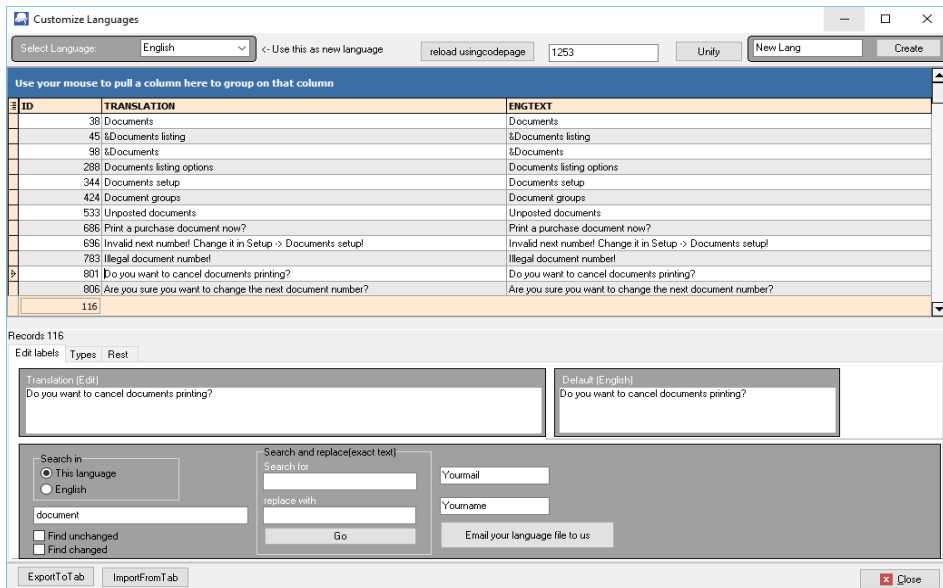 Customize Languages
Select Language: English <- Use this as new language reload usingcodepage 1253 Unify New Lang Create
Use your mouse to pull a column here to group on that column
ID TRANSLATION ENGTEXT
38 Documents Documents
45 &Documents listing &Documents listing
98 &Documents &Documents
288 Documents listing options Documents listing options
344 Documents setup Documents setup
424 Document groups Document groups
533 Unposted documents Unposted documents
686 Print a purchase document now? Print a purchase document now?
696 Invalid next number! Change it in Setup -> Documents setup! Invalid next number! Change it in Setup -> Documents setup!
783 Illegal document number! Illegal document number!
801 Do you want to cancel documents printing? Do you want to cancel documents printing?
806 Are you sure you want to change the next document number? Are you sure you want to change the next document number?
116
Records 116
Edit labels Types Rest
Translation (Edit) Default (English)
Do you want to cancel documents printing? Do you want to cancel documents printing?
Search in
This language
English
document
Find unchanged
Find changed
Search and replace(exact text)
Search for
replace with
Go
Yourmail
Yourname
Email your language file to us
ExportToTab ImportFromTab Close